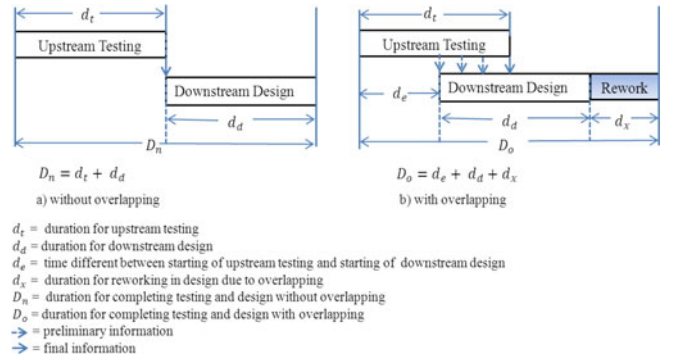 d_t
Upstream Testing
Downstream Design
d_d
D_n
D_n = d_t + d_d
a) without overlapping
d_t
Upstream Testing
d_e
Downstream Design
Rework
d_d
d_x
D_o
D_o = d_e + d_d + d_x
b) with overlapping
d_t = duration for upstream testing
d_d = duration for downstream design
d_e = time different between starting of upstream testing and starting of downstream design
d_x = duration for reworking in design due to overlapping
D_n = duration for completing testing and design without overlapping
D_o = duration for completing testing and design with overlapping
= preliminary information
= final information